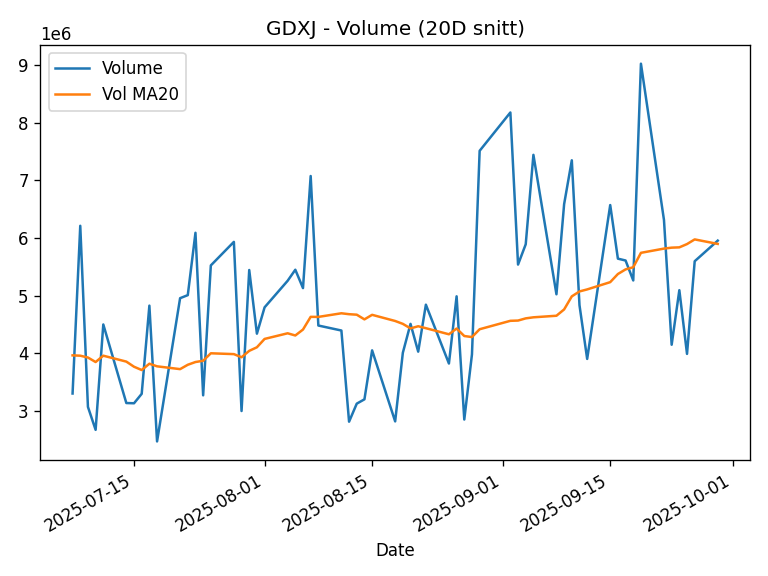 GDXJ - Volume (20D snitt)
1e6
Volume
Vol MA20
9
8
7
6
5
4
3
2025-07-15
2025-08-01
2025-08-15
2025-09-01
2025-09-15
2025-10-01
Date